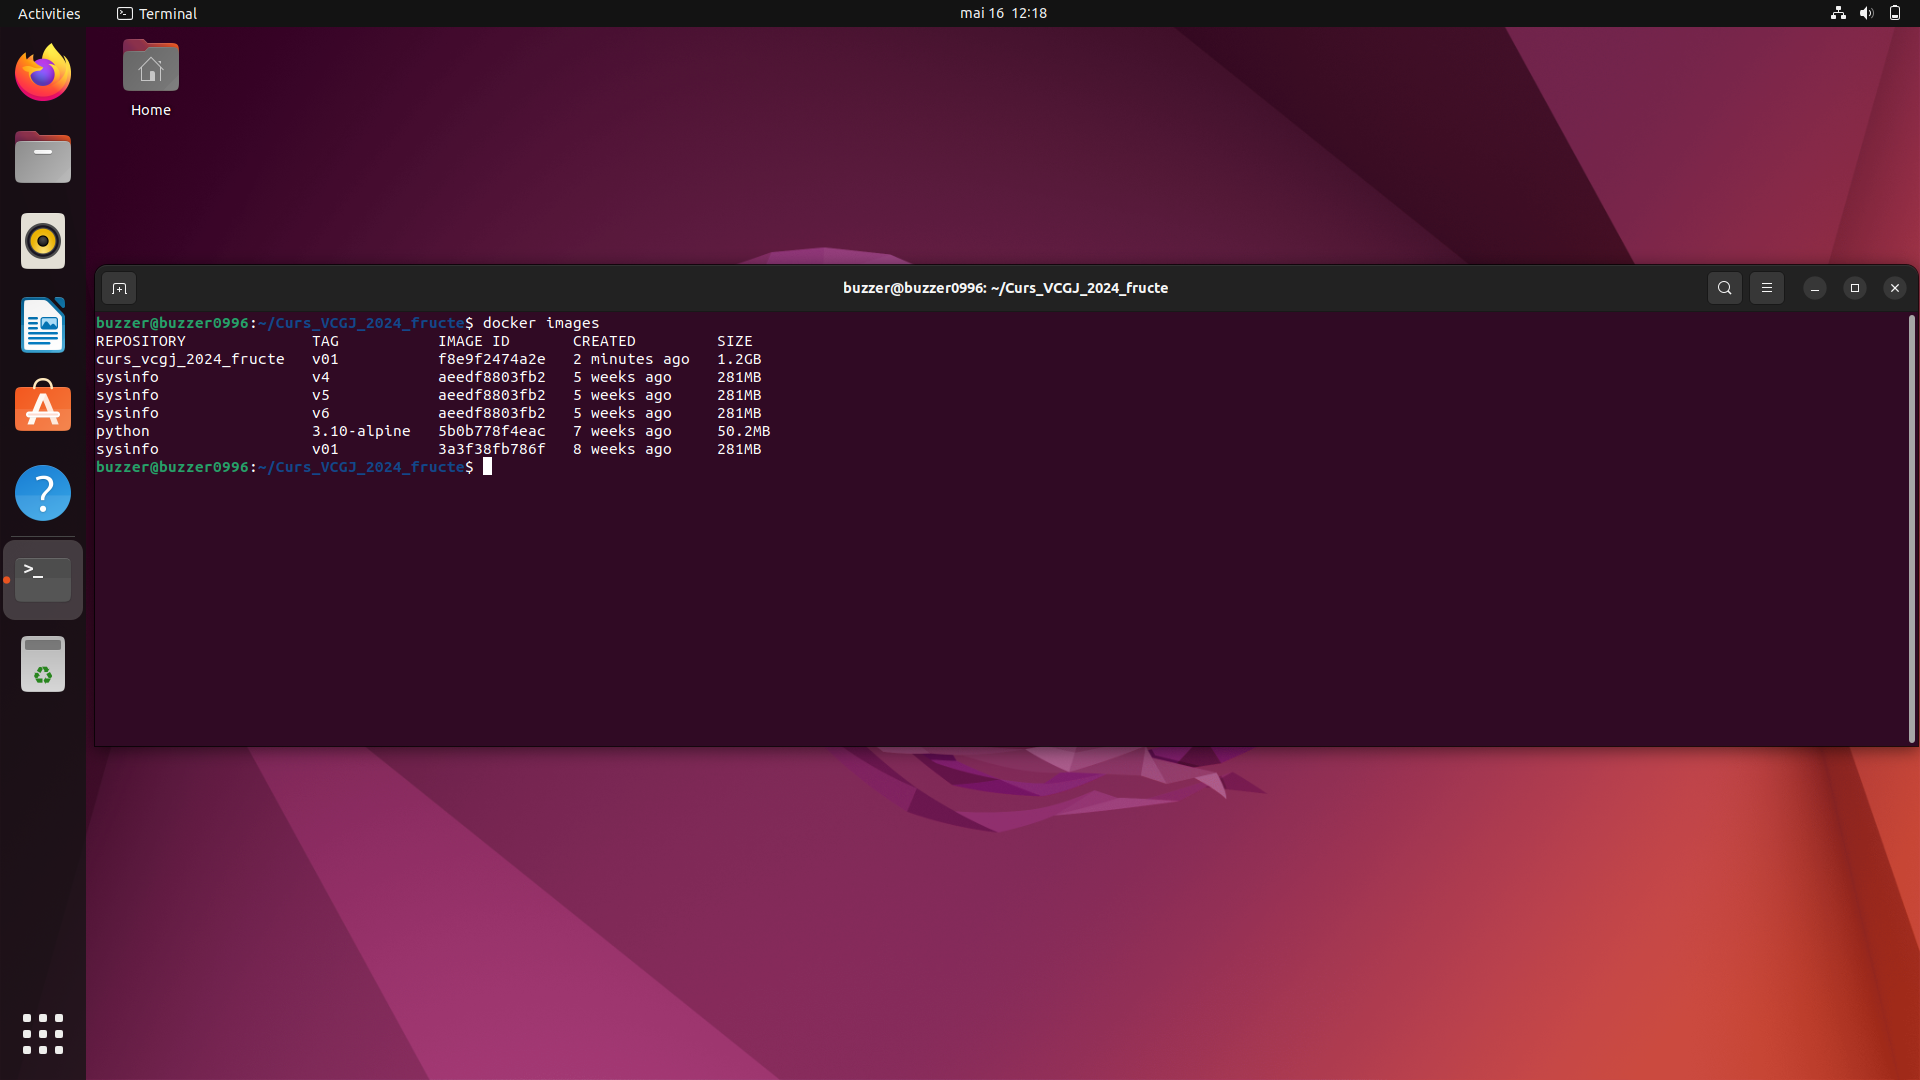 Activities Terminal mai 16 12:18
Home
buzzer@buzzer0996: ~/Curs_VCGJ_2024_fructe
buzzer@buzzer0996:~/Curs_VCGJ_2024_fructe$ docker images
REPOSITORY TAG IMAGE ID CREATED SIZE
curs_vcgj_2024_fructe v01 f8e9f2474a2e 2 minutes ago 1.2GB
sysinfo v4 aeedf8803fb2 5 weeks ago 281MB
sysinfo v5 aeedf8803fb2 5 weeks ago 281MB
sysinfo v6 aeedf8803fb2 5 weeks ago 281MB
python 3.10-alpine 5b0b778f4eac 7 weeks ago 50.2MB
sysinfo v01 3a3f38fb786f 8 weeks ago 281MB
buzzer@buzzer0996:~/Curs_VCGJ_2024_fructe$